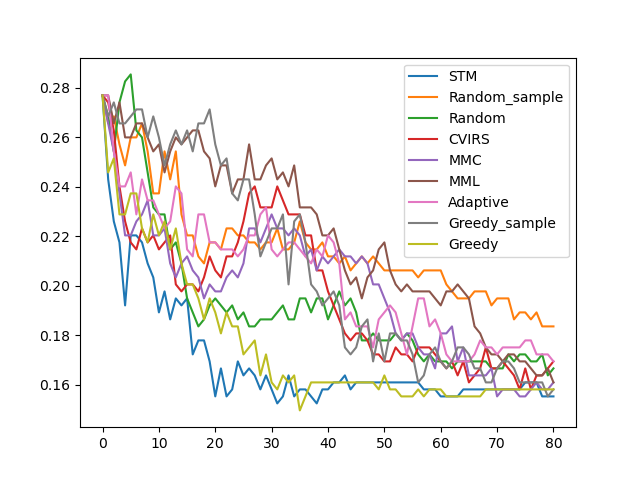 0.28
0.26
0.24
0.22
0.20
0.18
0.16
0 10 20 30 40 50 60 70 80
STM
Random_sample
Random
CVIRS
MMC
MML
Adaptive
Greedy_sample
Greedy